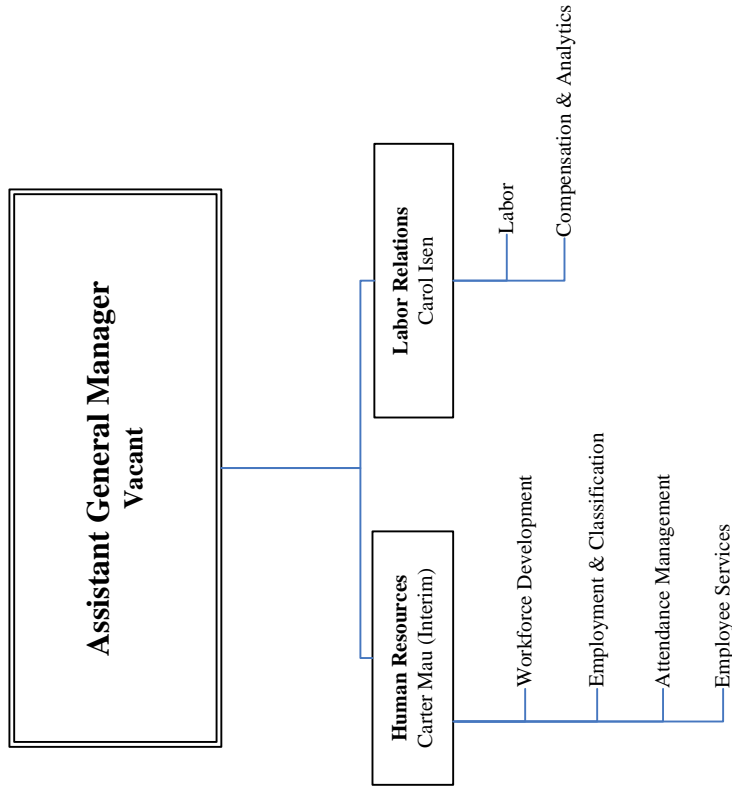 Assistant General Manager
Vacant
Human Resources
Carter Mau (Interim)
Workforce Development
Employment & Classification
Attendance Management
Employee Services
Labor Relations
Carol Isen
Labor
Compensation & Analytics